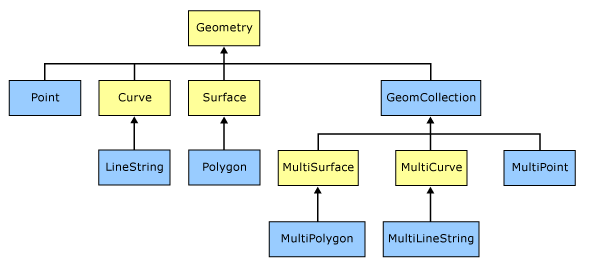 Geometry
Point
Curve
Surface
GeomCollection
LineString
Polygon
MultiSurface
MultiCurve
MultiPoint
MultiPolygon
MultiLineString